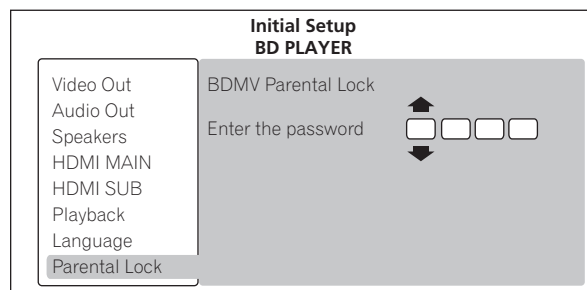 Initial Setup
BD PLAYER
Video Out
Audio Out
Speakers
HDMI MAIN
HDMI SUB
Playback
Language
Parental Lock
BDMV Parental Lock
Enter the password